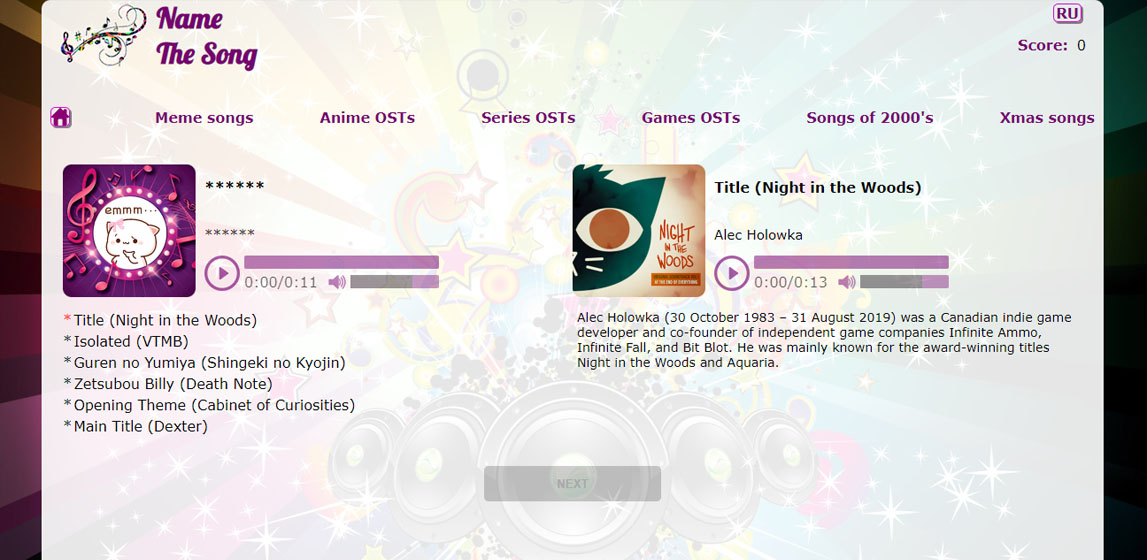 Name
The Song
RU
Score: 0
Meme songs
Anime OSTs
Series OSTs
Games OSTs
Songs of 2000's
Xmas songs
emmm...
******
******
0:00/0:11
*Title (Night in the Woods)
*Isolated (VTMB)
*Guren no Yumiya (Shingeki no Kyojin)
*Zetsubou Billy (Death Note)
*Opening Theme (Cabinet of Curiosities)
*Main Title (Dexter)
NIGHT
IN THE
WOODS
AT THE END OF EVERYTHING
Title (Night in the Woods)
Alec Holowka
0:00/0:13
Alec Holowka (30 October 1983 – 31 August 2019) was a Canadian indie game
developer and co-founder of independent game companies Infinite Ammo,
Infinite Fall, and Bit Blot. He was mainly known for the award-winning titles
Night in the Woods and Aquaria.
NEXT